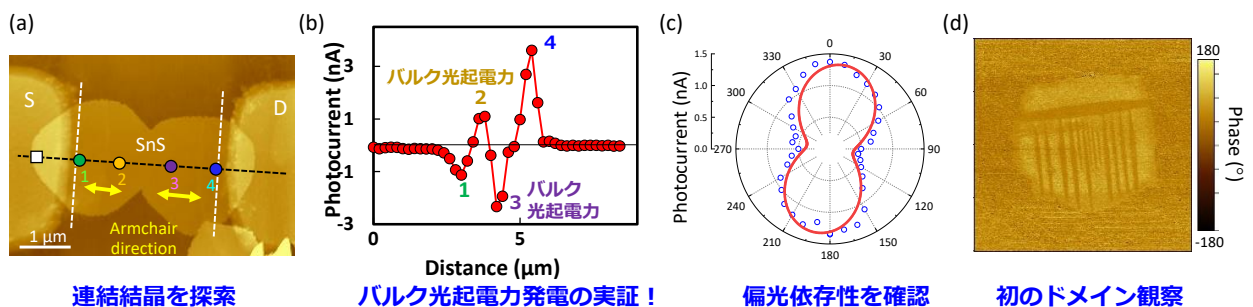 (a)
S
D
SnS
1
2
3
4
Armchair
direction
1 μm
連結結晶を探索
(b)
Photocurrent (nA)
3
1
-1
-3
0
5
Distance (μm)
バルク光起電力
2
4
1
3
バルク
光起電力
バルク光起電力発電の実証！
(c)
Photocurrent (nA)
1.5
1.0
0.5
0.0
0
30
60
90
120
150
180
210
240
270
300
330
偏光依存性を確認
(d)
180
-180
Phase (°)
初のドメイン観察